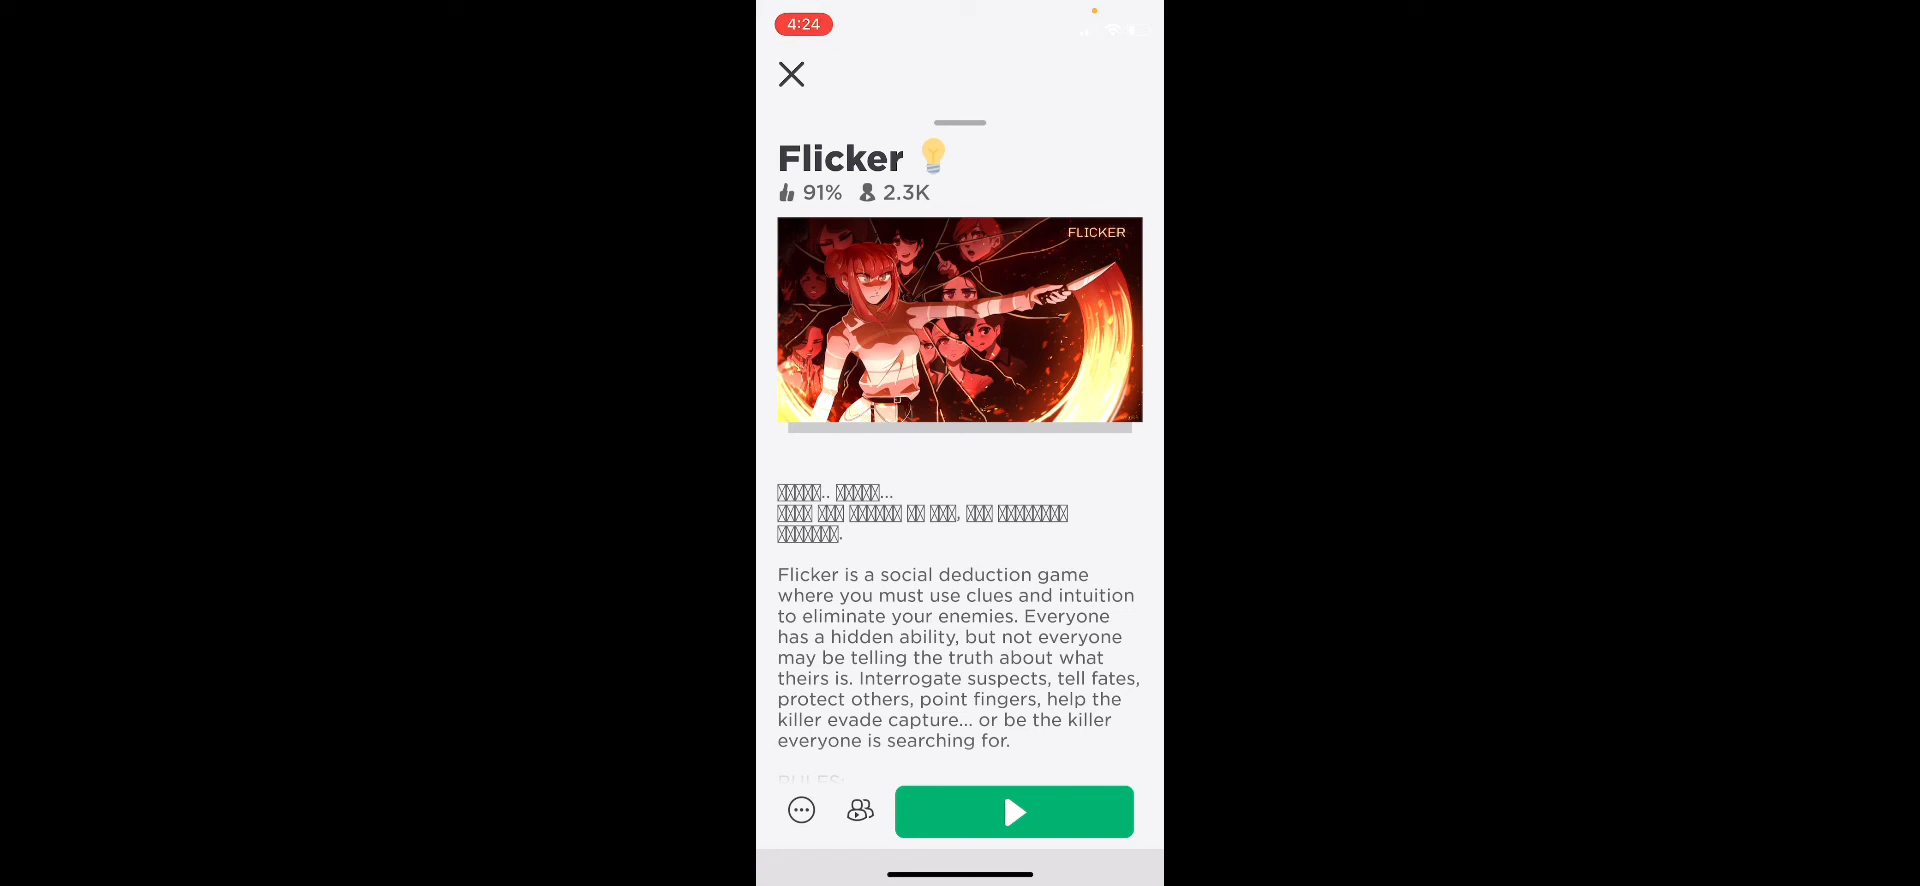 4:24
Flicker
91% 2.3K
FLICKER
Flicker is a social deduction game
where you must use clues and intuition
to eliminate your enemies. Everyone
has a hidden ability, but not everyone
may be telling the truth about what
theirs is. Interrogate suspects, tell fates,
protect others, point fingers, help the
killer evade capture... or be the killer
everyone is searching for.
RULES: